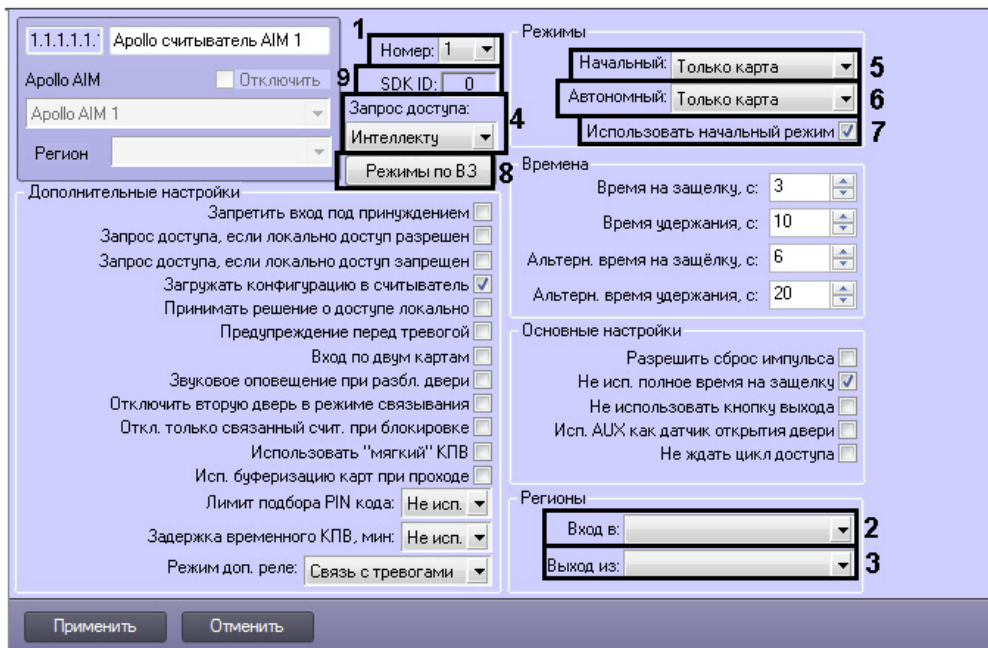 1.1.1.1.1.
Apollo считыватель AIM 1
Apollo AIM
Отключить
Apollo AIM 1
Регион
1
Номер: 1
9
SDK ID: 0
Запрос доступа:
4
Интеллекту
Режимы по ВЗ
8
Дополнительные настройки
Запретить вход под принуждением
Запрос доступа, если локально доступ разрешен
Запрос доступа, если локально доступ запрещен
Загружать конфигурацию в считыватель
Принимать решение о доступе локально
Предупреждение перед тревогой
Вход по двум картам
Звуковое оповещение при разбл. двери
Отключить вторую дверь в режиме связывания
Откл. только связанный счит. при блокировке
Использовать "мягкий" КПВ
Исп. буферизацию карт при проходе
Лимит подбора PIN кода: Не исп.
Задержка временного КПВ, мин: Не исп.
Режим доп. реле: Связь с тревогами
Режимы
Начальный: Только карта 5
Автономный: Только карта 6
Использовать начальный режим 7
Времена
Время на защелку, с: 3
Время удержания, с: 10
Альтерн. время на защёлку, с: 6
Альтерн. время удержания, с: 20
Основные настройки
Разрешить сброс импульса
Не исп. полное время на защелку
Не использовать кнопку выхода
Исп. AUX как датчик открытия двери
Не ждать цикл доступа
Регионы
Вход в: 2
Выход из: 3
Применить
Отменить